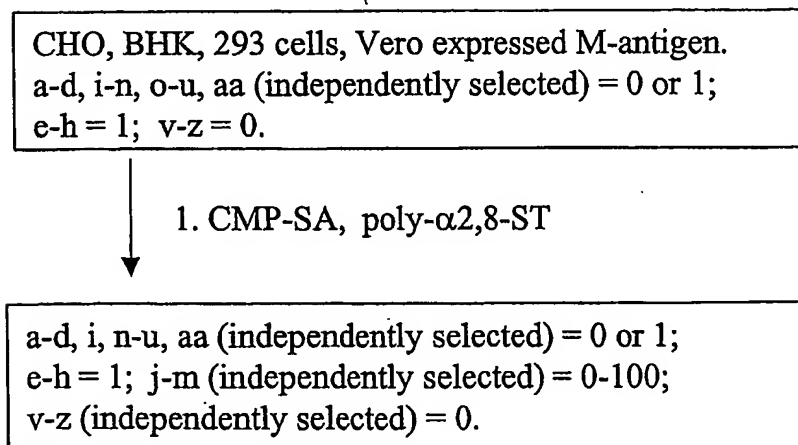 CHO, BHK, 293 cells, Vero expressed M-antigen.
a-d, i-n, o-u, aa (independently selected) = 0 or 1;
e-h = 1; v-z = 0.
1. CMP-SA, poly-α2,8-ST
a-d, i, n-u, aa (independently selected) = 0 or 1;
e-h = 1; j-m (independently selected) = 0-100;
v-z (independently selected) = 0.